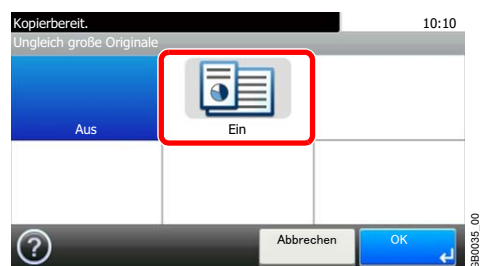 Kopierbereit. 10:10
Ungleich große Originale
Aus Ein
? Abbrechen OK
GB0035_00